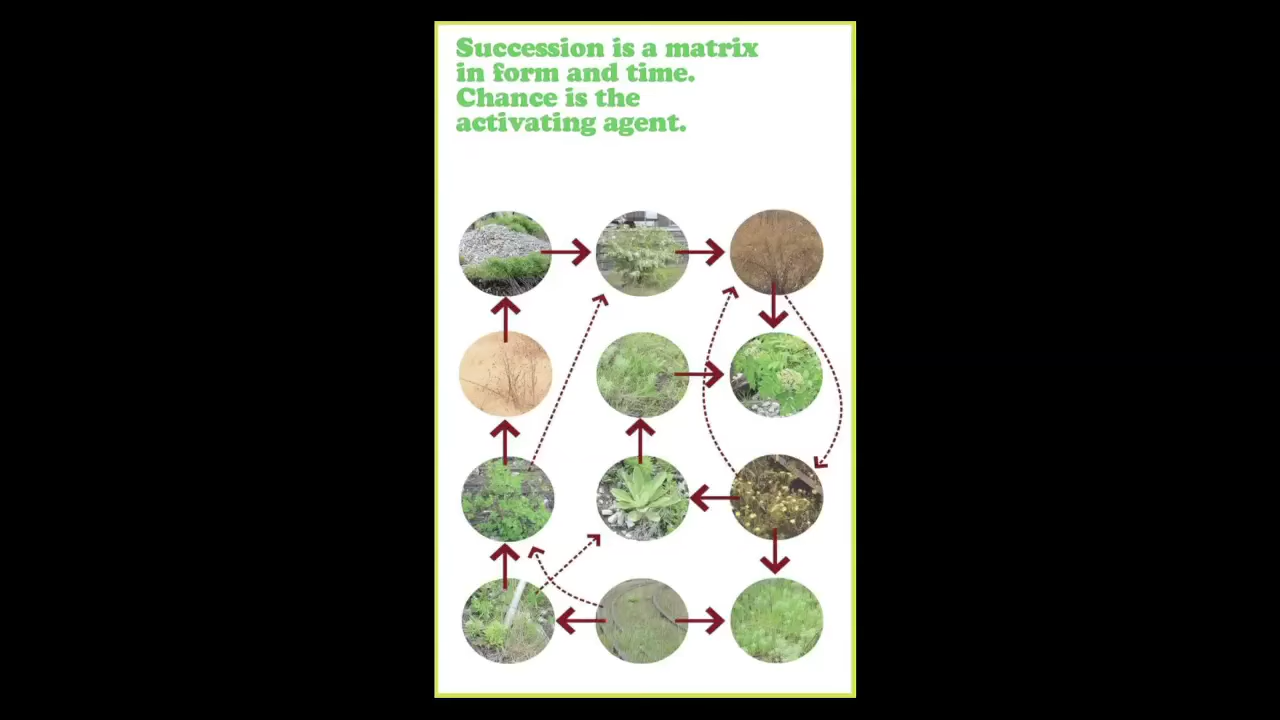 Succession is a matrix
in form and time.
Chance is the
activating agent.